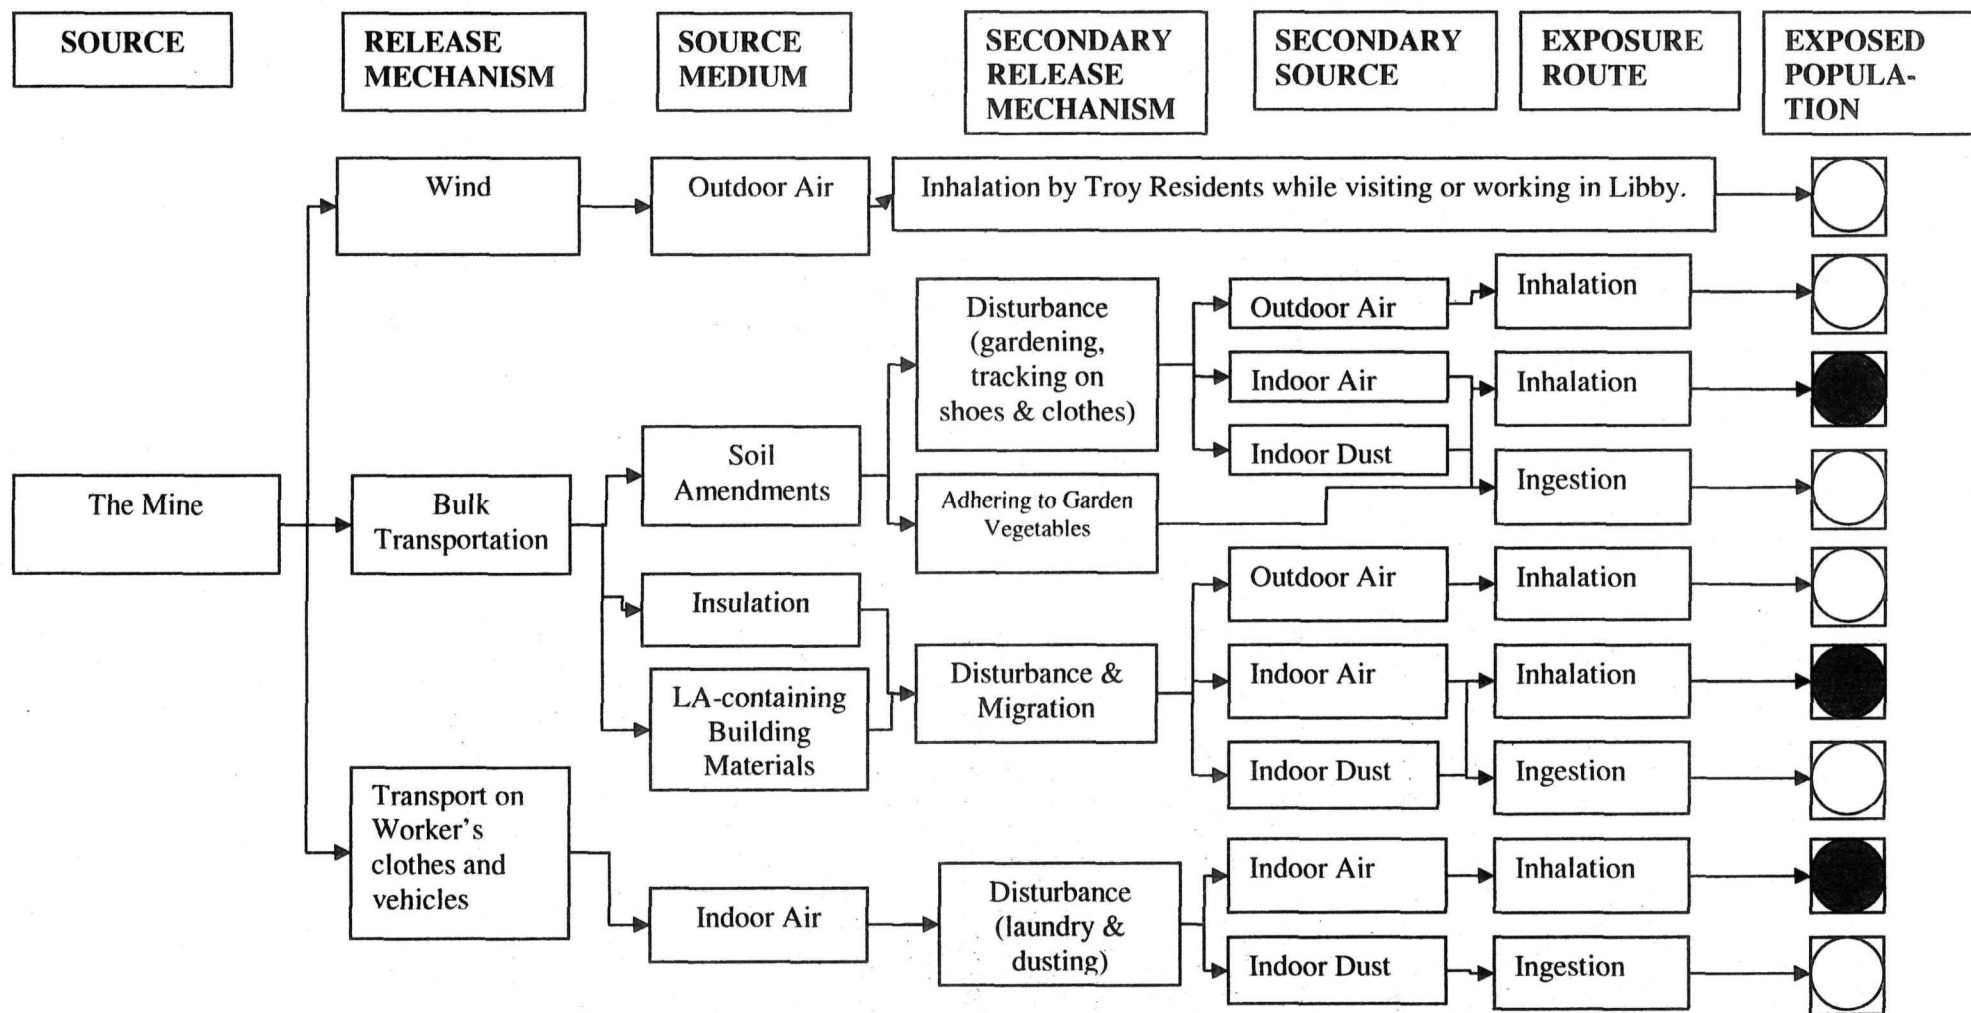 SOURCE
RELEASE
MECHANISM
SOURCE
MEDIUM
SECONDARY
RELEASE
MECHANISM
SECONDARY
SOURCE
EXPOSURE
ROUTE
EXPOSED
POPULA-
TION
Wind
Outdoor Air
Inhalation by Troy Residents while visiting or working in Libby.
Disturbance
(gardening,
tracking on
shoes & clothes)
Outdoor Air
Inhalation
Indoor Air
Inhalation
Indoor Dust
Ingestion
The Mine
Bulk
Transportation
Soil
Amendments
Adhering to Garden
Vegetables
Insulation
LA-containing
Building
Materials
Disturbance &
Migration
Outdoor Air
Inhalation
Indoor Air
Inhalation
Indoor Dust
Ingestion
Transport on
Worker's
clothes and
vehicles
Indoor Air
Disturbance
(laundry &
dusting)
Indoor Air
Inhalation
Indoor Dust
Ingestion